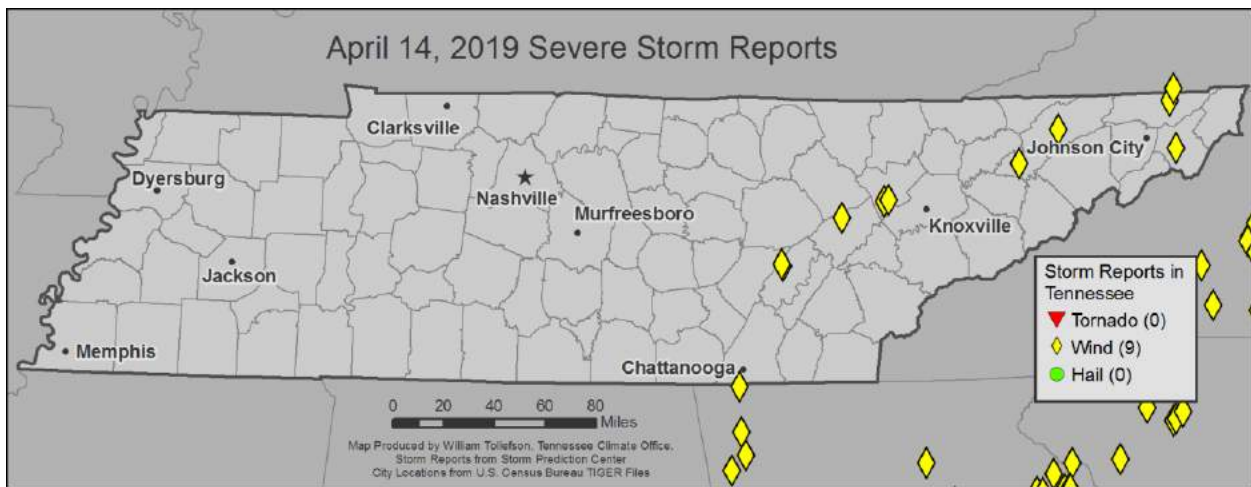 April 14, 2019 Severe Storm Reports
Clarksville
Johnson City
Dyersburg
Nashville
Murfreesboro
Knoxville
Jackson
Storm Reports in
Tennessee
Tornado (0)
Wind (9)
Hail (0)
Memphis
Chattanooga
0 20 40 60 80
Miles
Map Produced by William Tollefson, Tennessee Climate Office.
Storm Reports from Storm Prediction Center
City Locations from U.S. Census Bureau TIGER Files